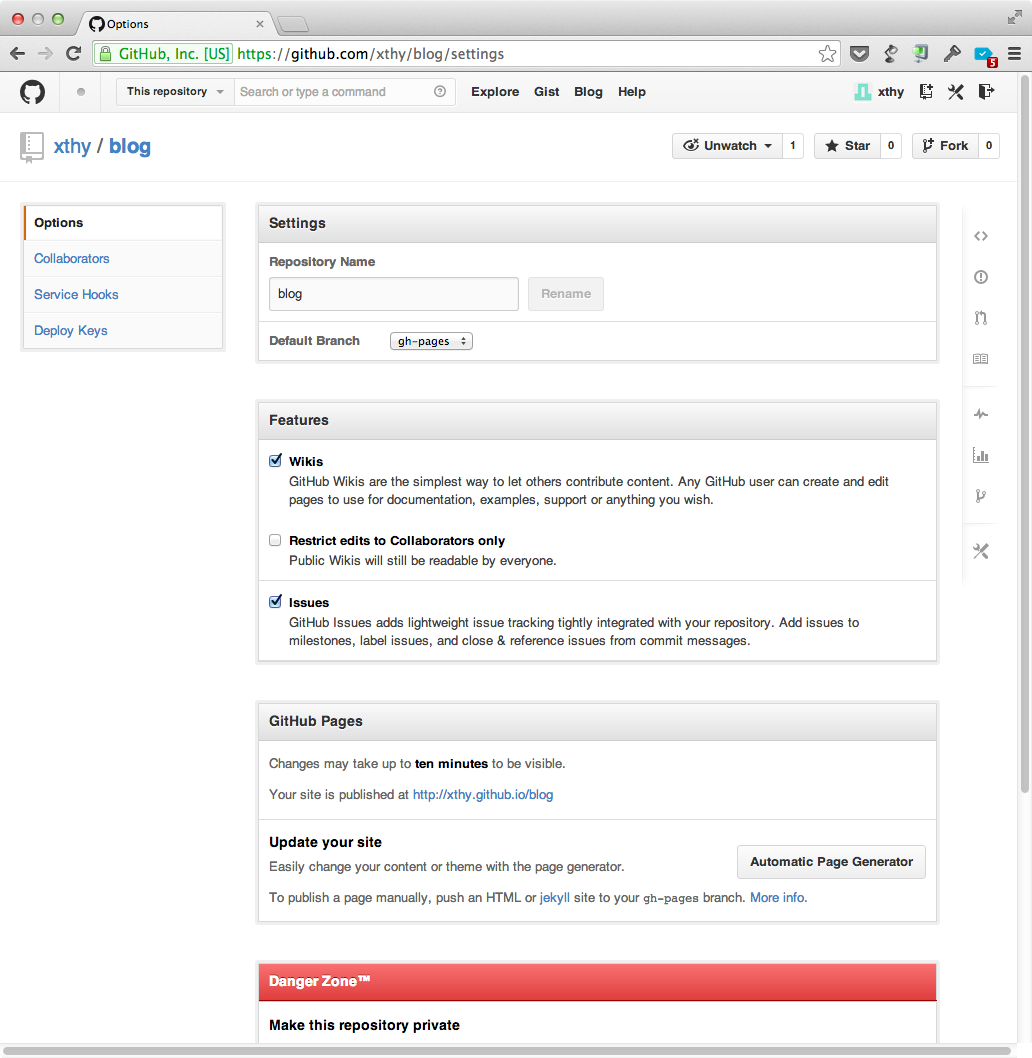 Options
GitHub, Inc. [US] https://github.com/xthy/blog/settings
5
This repository Search or type a command Explore Gist Blog Help xthy
xthy / blog Unwatch 1 Star 0 Fork 0
Options
Collaborators
Service Hooks
Deploy Keys
Settings
Repository Name
blog Rename
Default Branch gh-pages
Features
Wikis
GitHub Wikis are the simplest way to let others contribute content. Any GitHub user can create and edit
pages to use for documentation, examples, support or anything you wish.
Restrict edits to Collaborators only
Public Wikis will still be readable by everyone.
Issues
GitHub Issues adds lightweight issue tracking tightly integrated with your repository. Add issues to
milestones, label issues, and close & reference issues from commit messages.
GitHub Pages
Changes may take up to ten minutes to be visible.
Your site is published at http://xthy.github.io/blog
Update your site
Easily change your content or theme with the page generator.
Automatic Page Generator
To publish a page manually, push an HTML or jekyll site to your gh-pages branch. More info.
Danger Zone™
Make this repository private